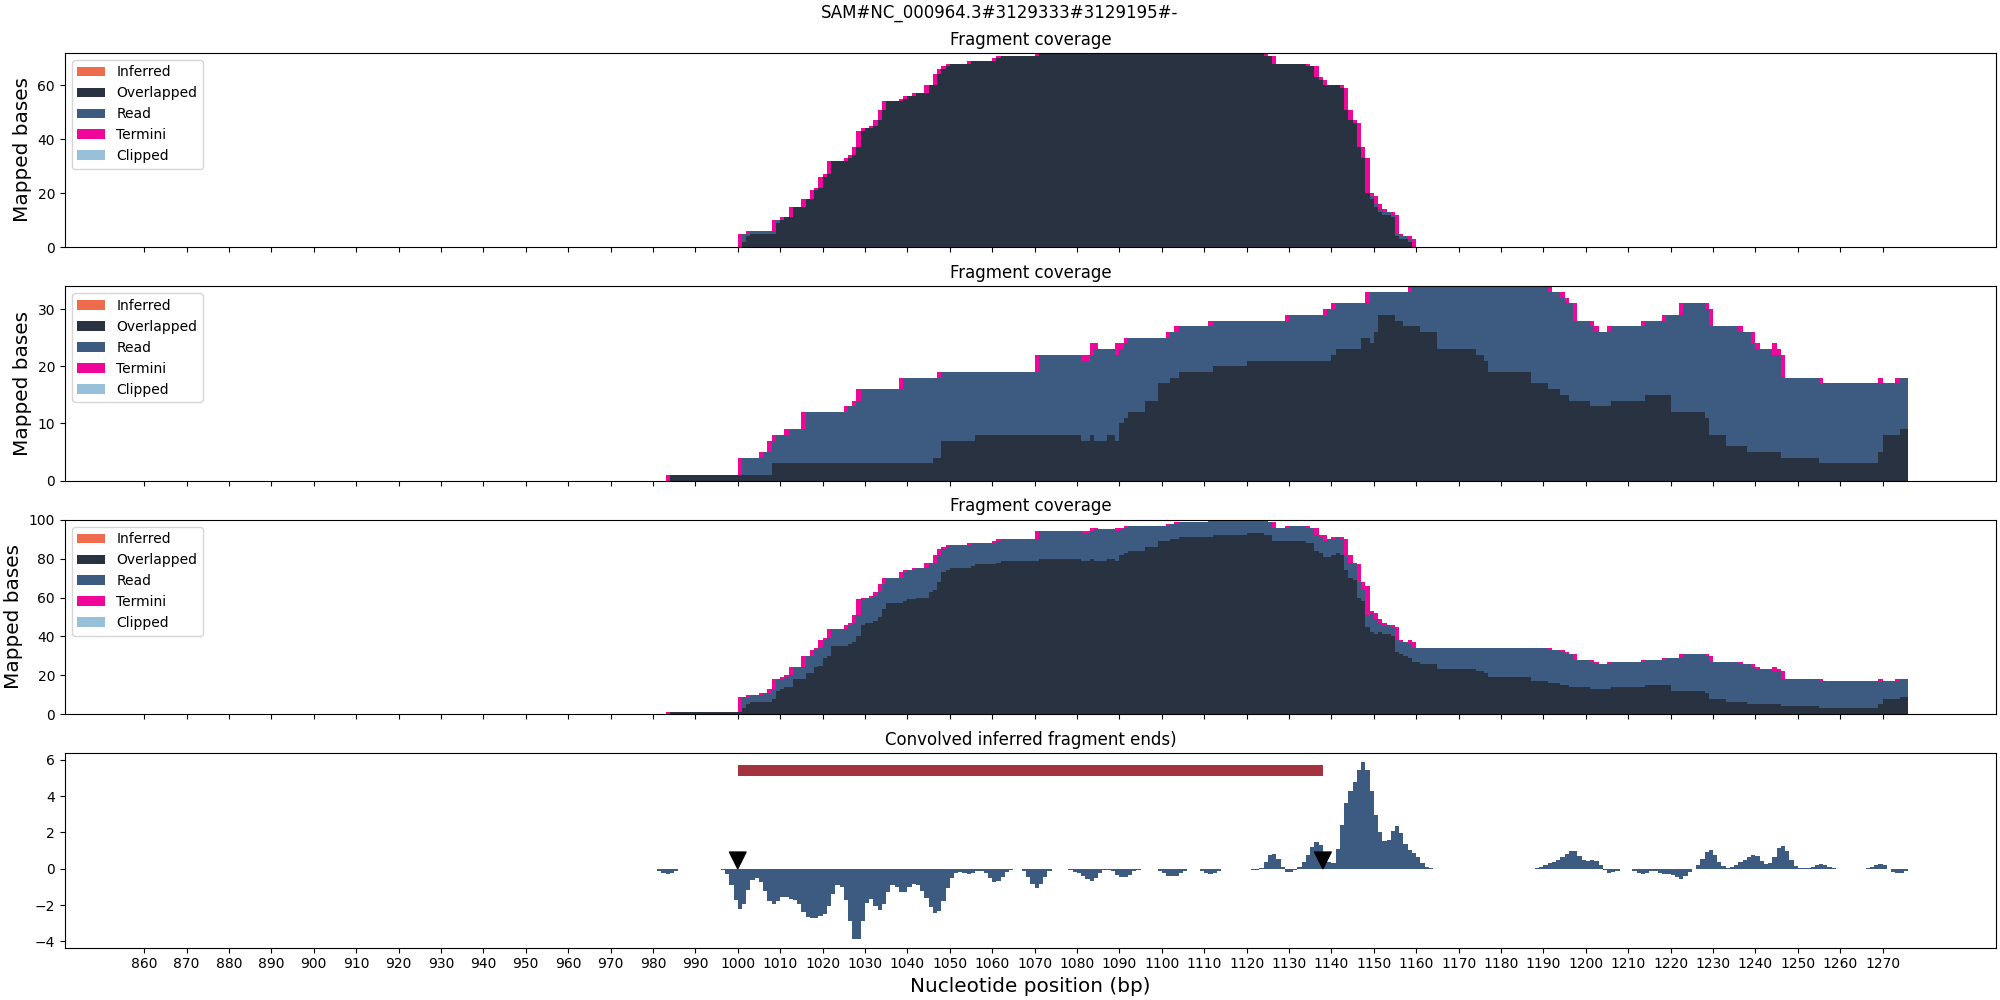 SAM#NC_000964.3#3129333#3129195#-
Fragment coverage
Mapped bases
60
40
20
0
Inferred
Overlapped
Read
Termini
Clipped
Fragment coverage
Mapped bases
30
20
10
0
Inferred
Overlapped
Read
Termini
Clipped
Fragment coverage
Mapped bases
100
80
60
40
20
0
Inferred
Overlapped
Read
Termini
Clipped
Convolved inferred fragment ends)
6
4
2
0
−2
−4
860 870 880 890 900 910 920 930 940 950 960 970 980 990 1000 1010 1020 1030 1040 1050 1060 1070 1080 1090 1100 1110 1120 1130 1140 1150 1160 1170 1180 1190 1200 1210 1220 1230 1240 1250 1260 1270
Nucleotide position (bp)